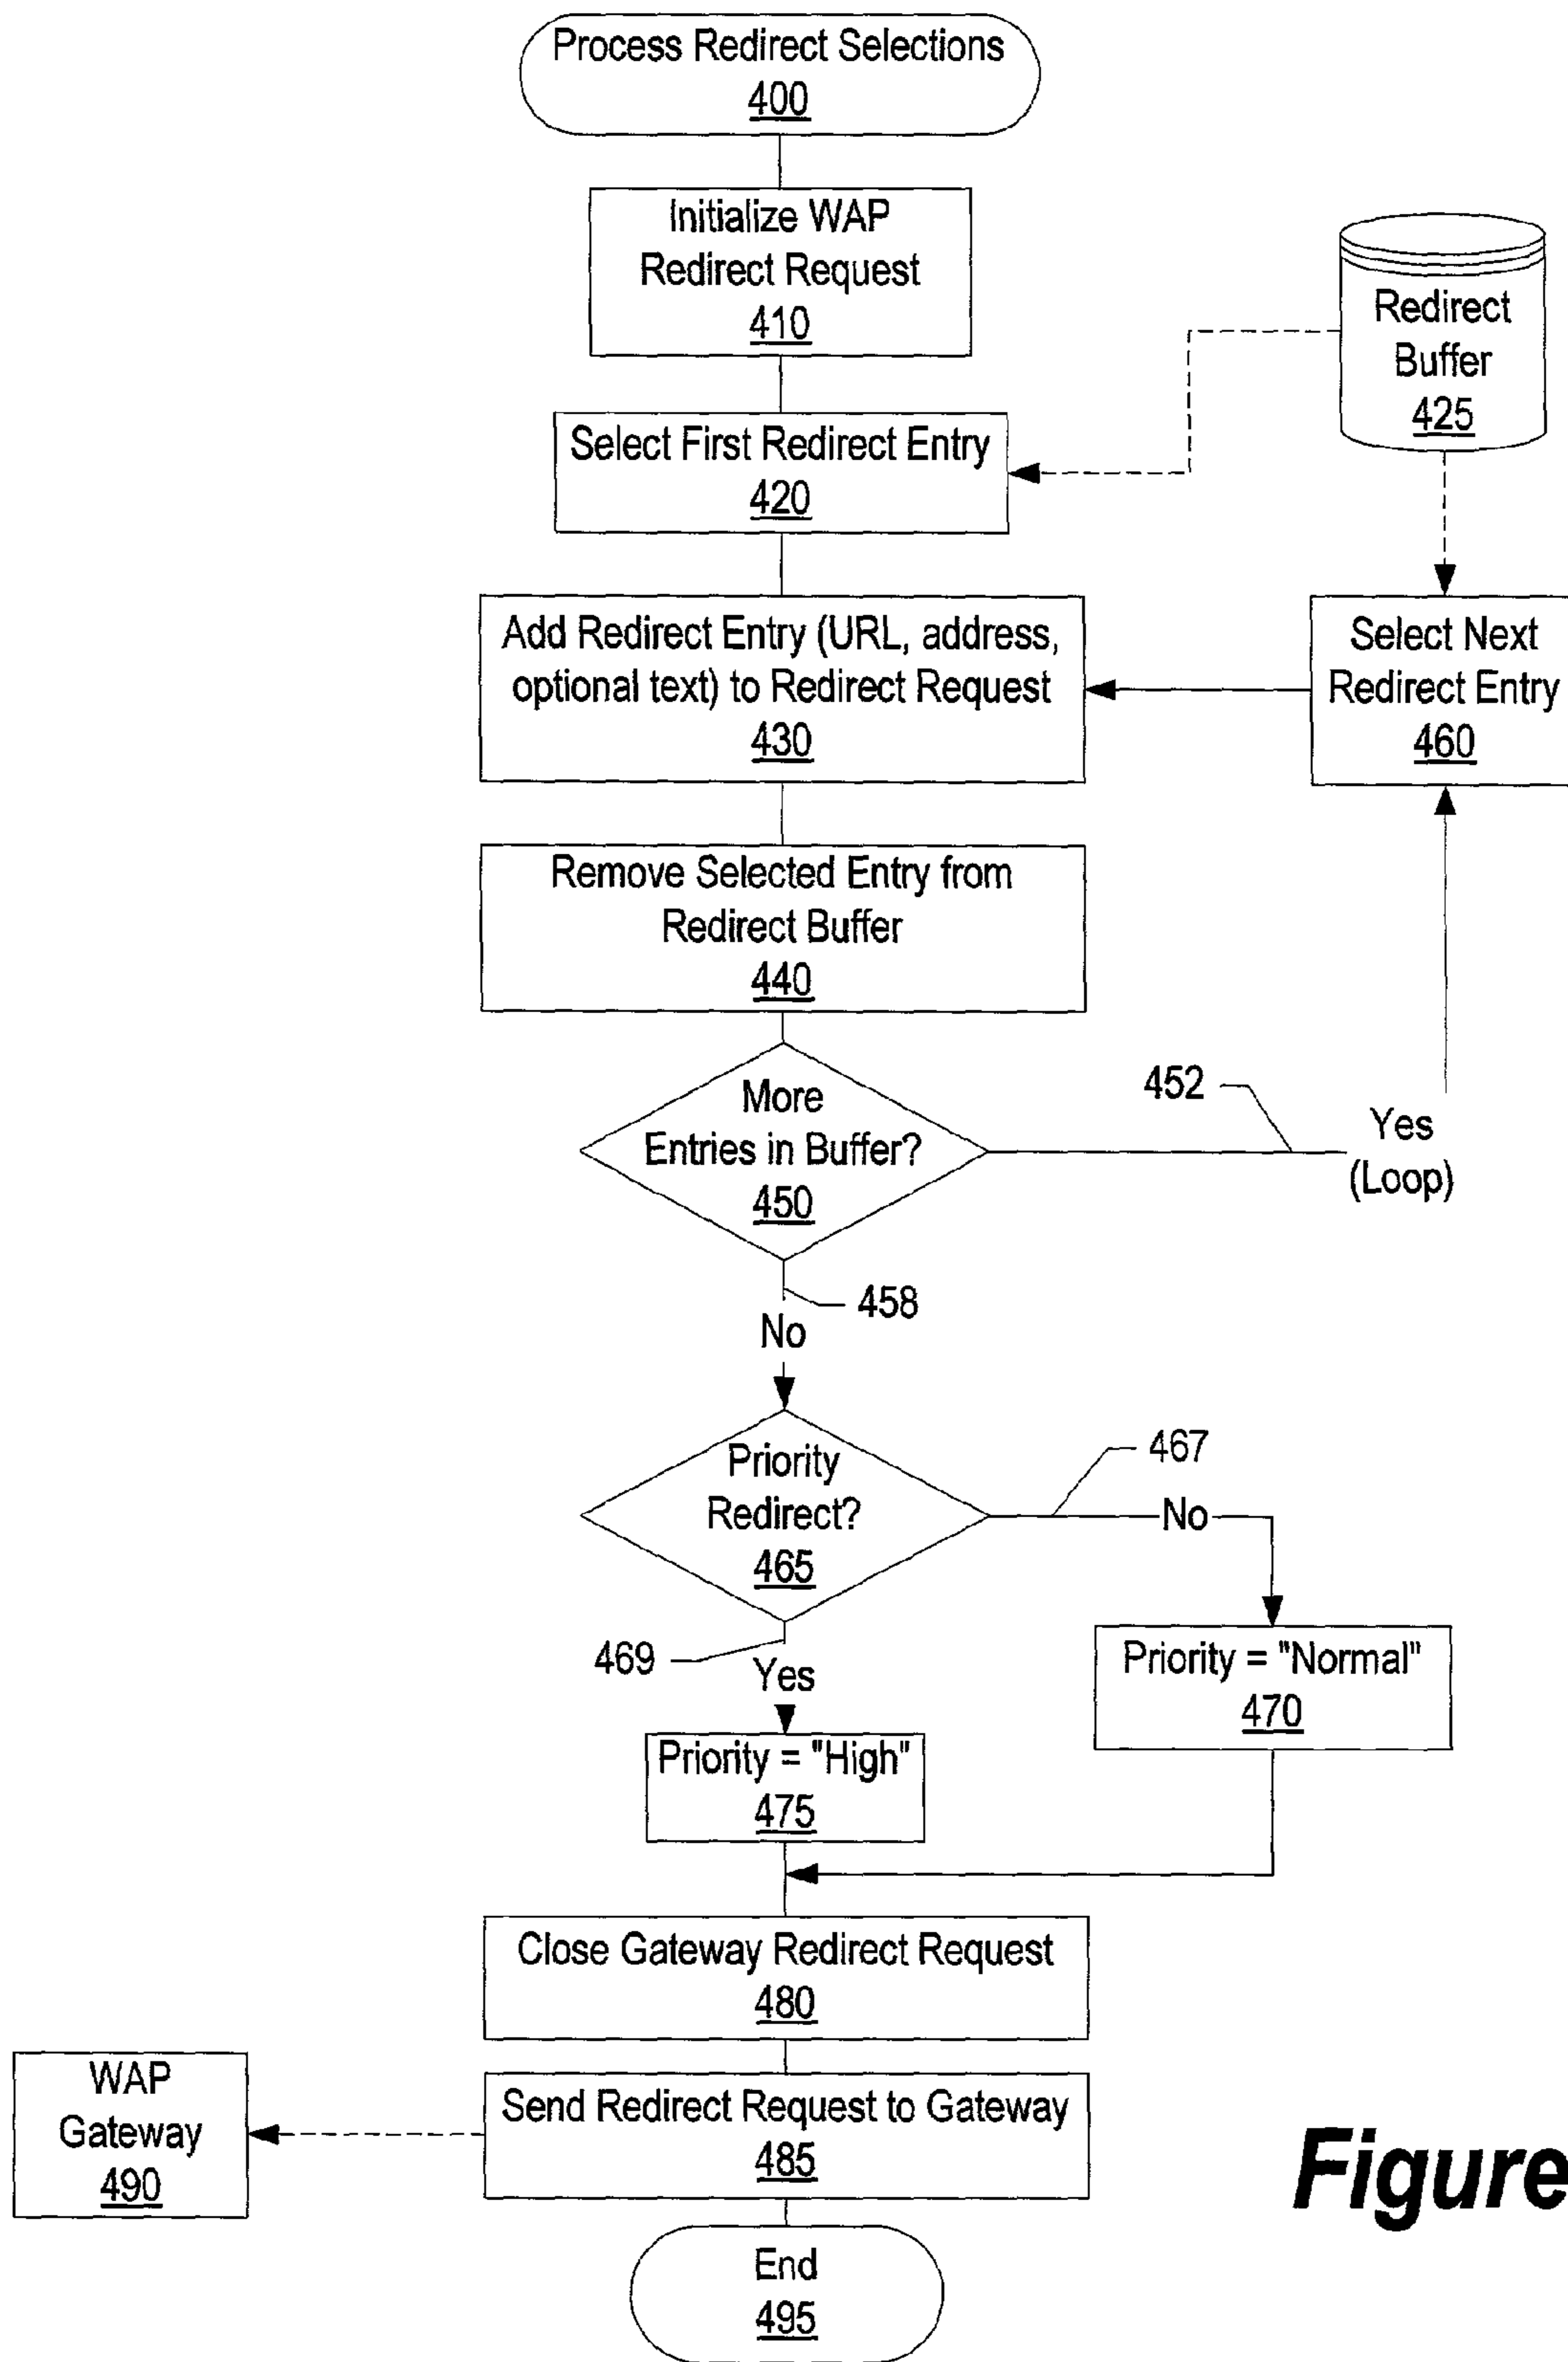 Process Redirect Selections
400
Initialize WAP
Redirect Request
410
Redirect
Buffer
425
Select First Redirect Entry
420
Add Redirect Entry (URL, address,
optional text) to Redirect Request
430
Select Next
Redirect Entry
460
Remove Selected Entry from
Redirect Buffer
440
More
Entries in Buffer?
450
452
Yes
(Loop)
458
No
Priority
Redirect?
465
467
No
469
Yes
Priority = "Normal"
470
Priority = "High"
475
Close Gateway Redirect Request
480
WAP
Gateway
490
Send Redirect Request to Gateway
485
Figure
End
495